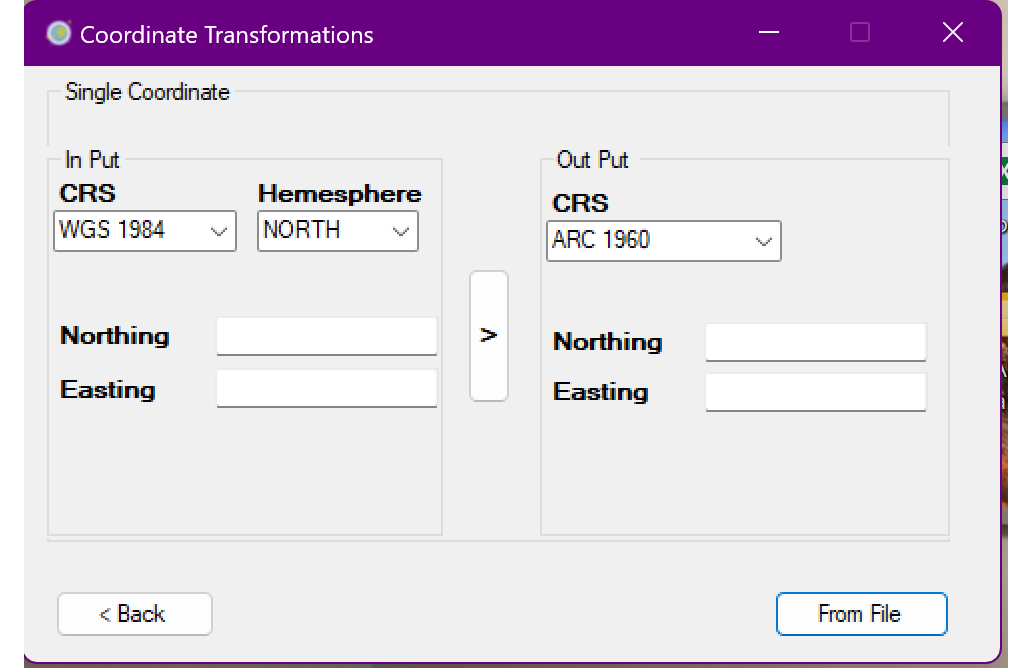 Coordinate Transformations
Single Coordinate
In Put
CRS
Hemesphere
WGS 1984
NORTH
Northing
Easting
>
Out Put
CRS
ARC 1960
Northing
Easting
< Back
From File